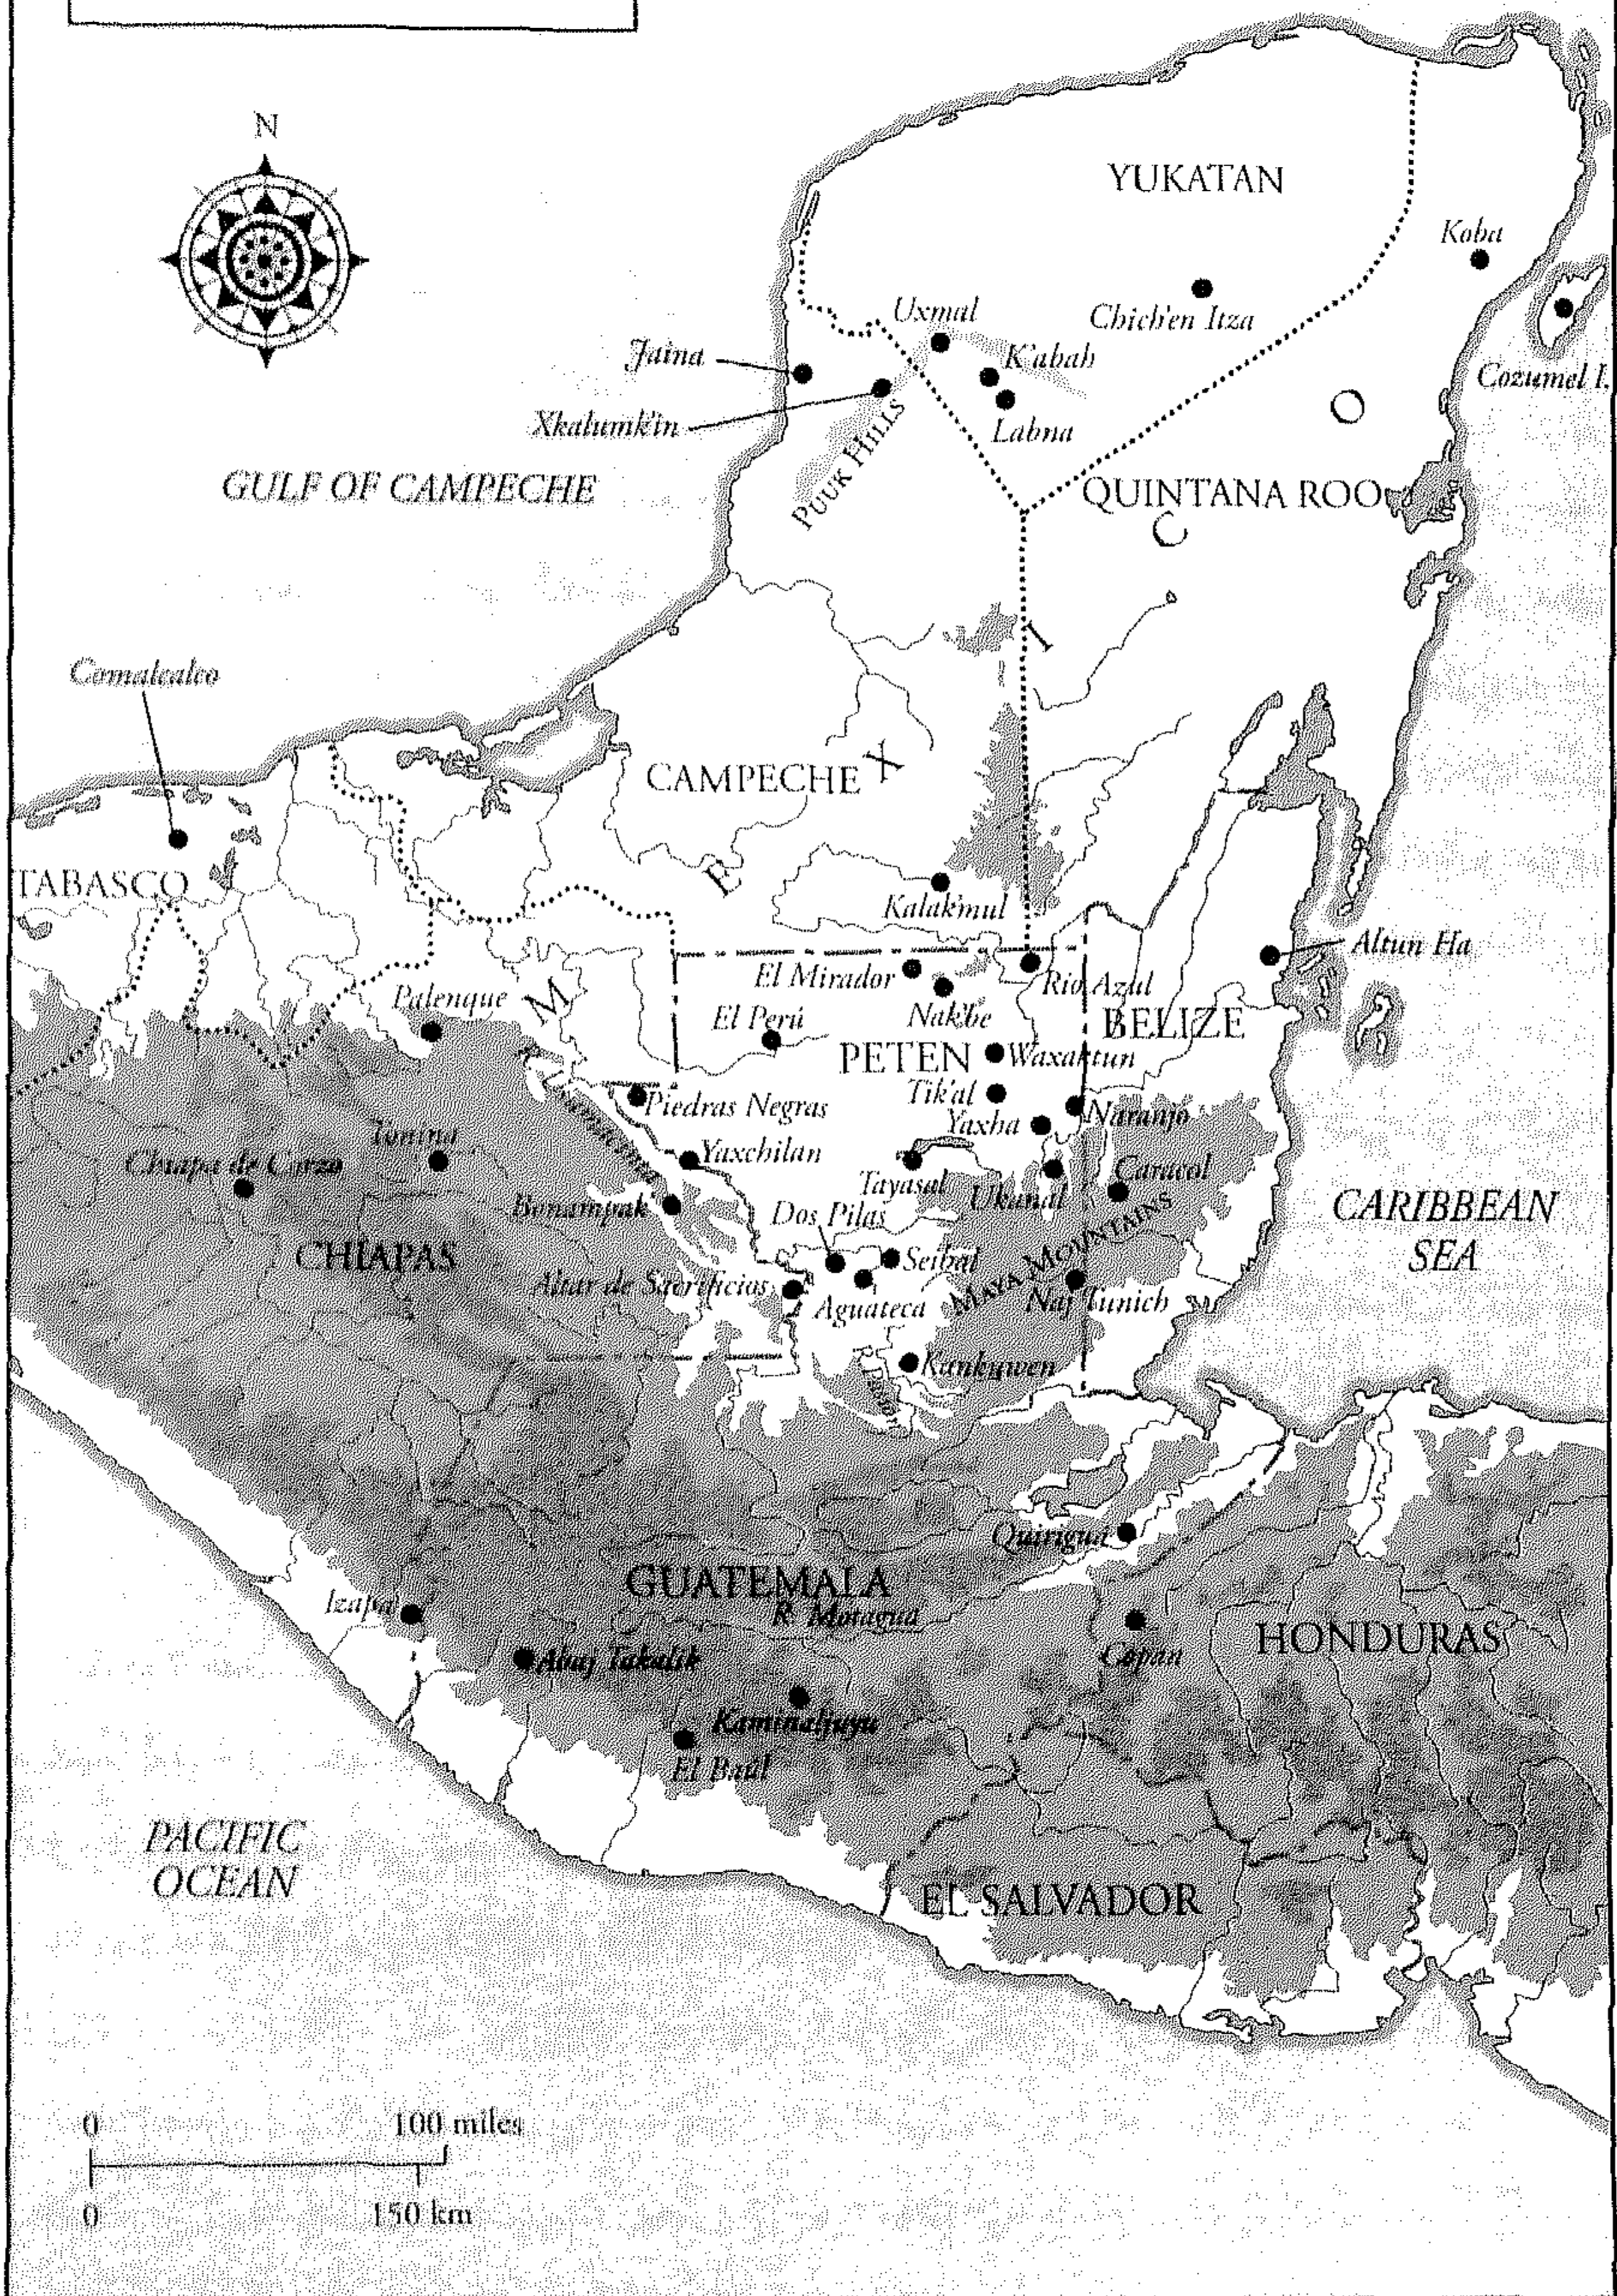 N
YUKATAN
Koba
Uxmal
Chich'en Itza
Jaina
K'abah
Cozumel I.
Xkalumk'in
Labna
PUUK HILLS
GULF OF CAMPECHE
QUINTANA ROO
MEXICO
Comalcalco
CAMPECHE
TABASCO
Kalak'mul
Altun Ha
El Mirador
Rio Azul
Palenque
El Perú
Nak'be
BELIZE
PETEN
Waxaktun
Tik'al
Piedras Negras
Yaxha
Naranjo
Tonina
Chiapa de Corzo
Yaxchilan
Tayasal
Ukanal
Caracol
Bonampak
Dos Pilas
CARIBBEAN
SEA
CHIAPAS
Seibal
MAYA MOUNTAINS
Altar de Sacrificios
Aguateca
Naj Tunich
Kankuwen
Quirigua
GUATEMALA
Izapa
R. Motagua
HONDURAS
Abaj Takalik
Copan
Kaminaljuyu
El Baúl
PACIFIC
OCEAN
EL SALVADOR
0 100 miles
0 150 km